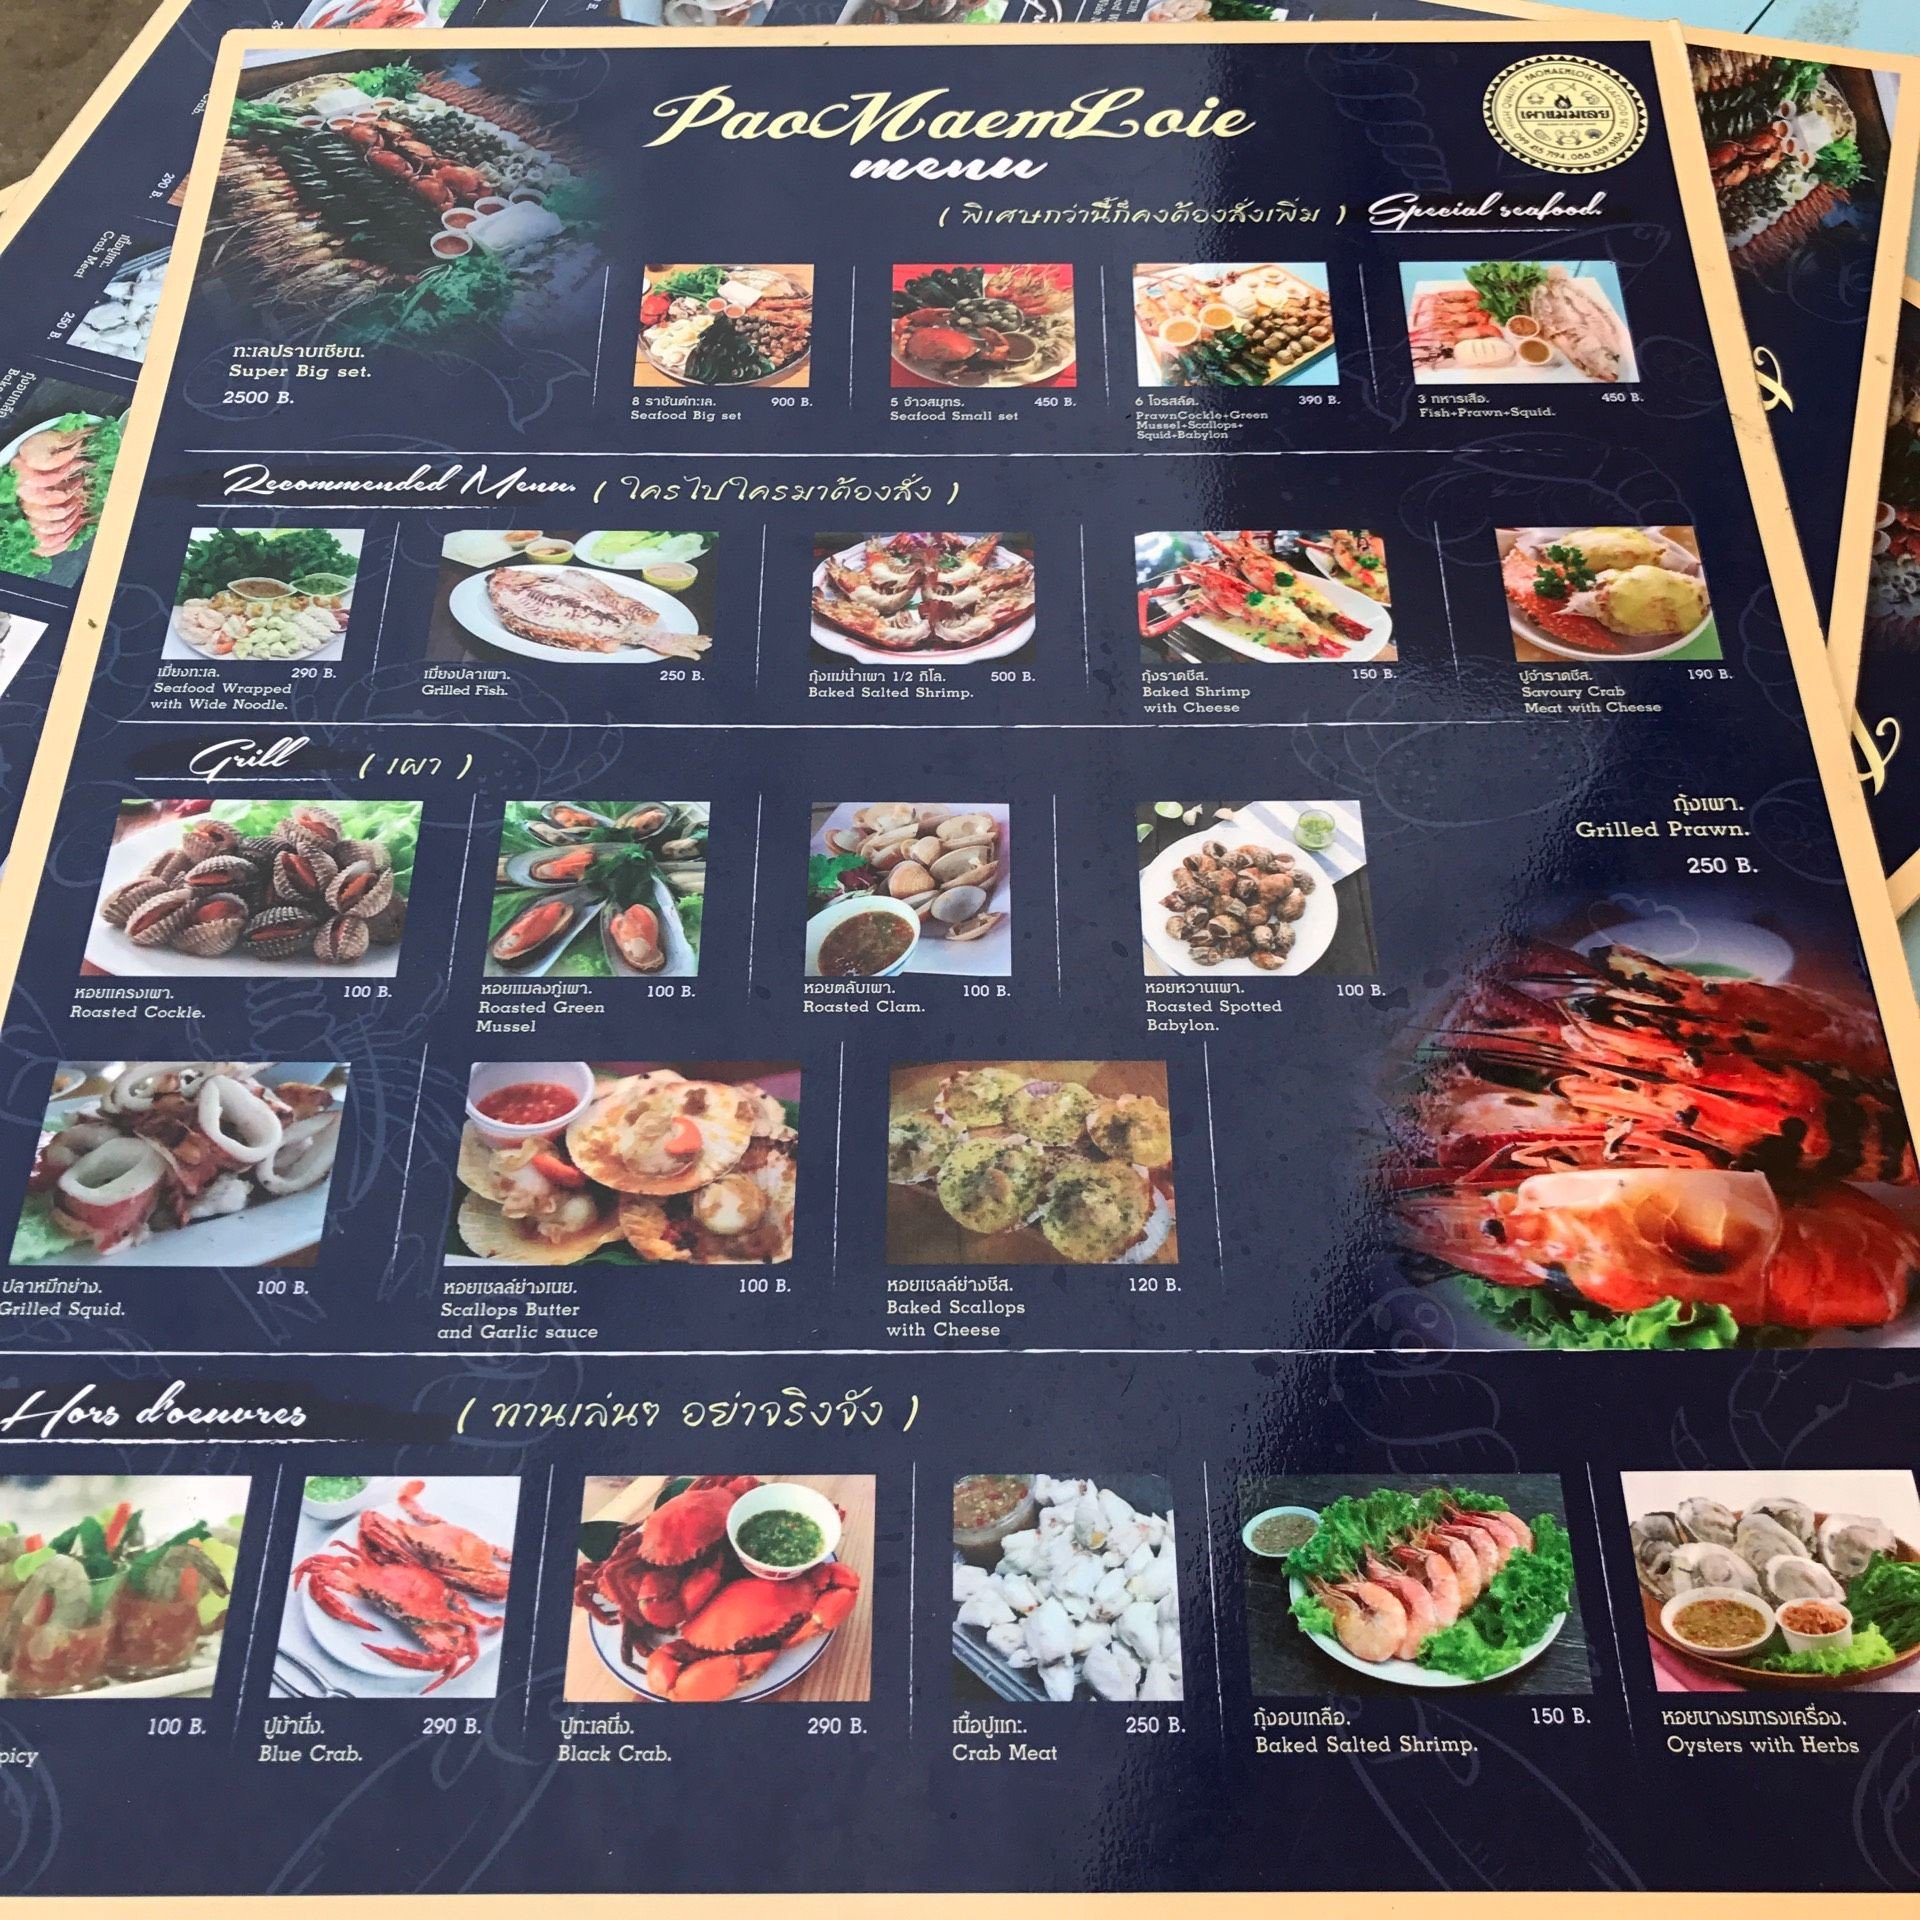 PaoMaemLoie
menu
PAOMAEMLOIE
SEAFOOD SET
HIGH QUALITY
เผาแมมเลย
099 415 7194 , 088 559 5556
( พิเศษกว่านี้ก็คงต้องสั่งเพิ่ม ) Special seafood.
ทะเลปราบเซียน.
Super Big set.
2500 B.
8 ราชันต์ทะเล. 900 B.
Seafood Big set
5 จ้าวสมุทร. 450 B.
Seafood Small set
6 โจรสลัด. 390 B.
PrawnCockle+Green
Mussel+Scallops+
Squid+Babylon
3 ทหารเสือ. 450 B.
Fish+Prawn+Squid.
Recommended Menu. ( ใครไปใครมาต้องสั่ง )
เมี่ยงทะเล. 290 B.
Seafood Wrapped
with Wide Noodle.
เมี่ยงปลาเผา. 250 B.
Grilled Fish.
กุ้งแม่น้ำเผา 1/2 กิโล. 500 B.
Baked Salted Shrimp.
กุ้งราดชีส. 150 B.
Baked Shrimp
with Cheese
ปูจ๋าราดชีส. 190 B.
Savoury Crab
Meat with Cheese
Grill ( เผา )
กุ้งเผา.
Grilled Prawn.
250 B.
หอยแครงเผา. 100 B.
Roasted Cockle.
หอยแมลงภู่เผา. 100 B.
Roasted Green
Mussel
หอยตลับเผา. 100 B.
Roasted Clam.
หอยหวานเผา. 100 B.
Roasted Spotted
Babylon.
ปลาหมึกย่าง. 100 B.
Grilled Squid.
หอยเชลล์ย่างเนย. 100 B.
Scallops Butter
and Garlic sauce
หอยเชลล์ย่างชีส. 120 B.
Baked Scallops
with Cheese
Hors d'oeuvres ( ทานเล่นๆ อย่าจริงจัง )
100 B.
picy
ปูม้านึ่ง. 290 B.
Blue Crab.
ปูทะเลนึ่ง. 290 B.
Black Crab.
เนื้อปูแกะ. 250 B.
Crab Meat
กุ้งอบเกลือ. 150 B.
Baked Salted Shrimp.
หอยนางรมทรงเครื่อง.
Oysters with Herbs
290 B.
เนื้อปูแกะ.
Crab Meat
250 B.
กุ้งอบเกลือ